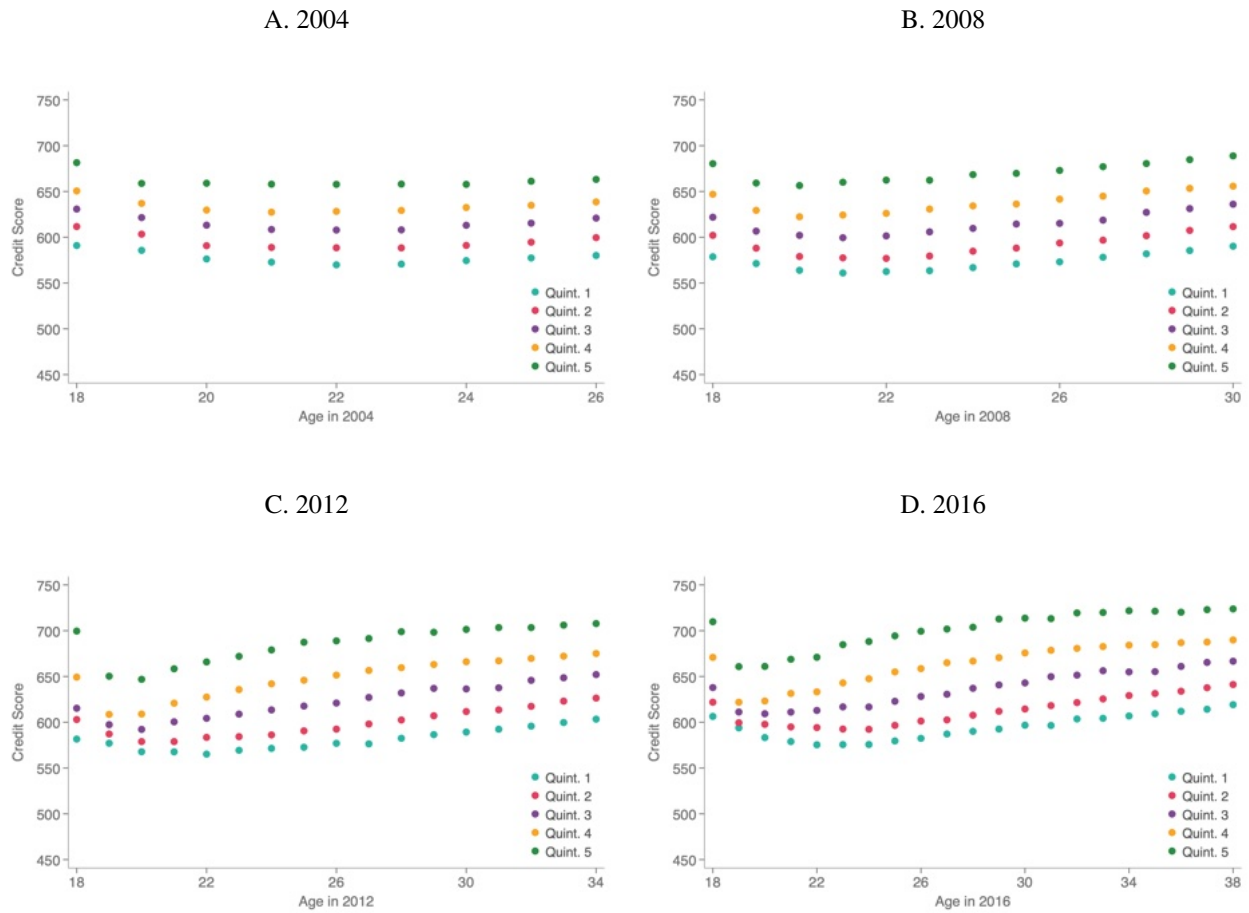 A. 2004
750
700
650
600
550
500
450
Credit Score
Quint. 1
Quint. 2
Quint. 3
Quint. 4
Quint. 5
18 20 22 24 26
Age in 2004
B. 2008
750
700
650
600
550
500
450
Credit Score
Quint. 1
Quint. 2
Quint. 3
Quint. 4
Quint. 5
18 22 26 30
Age in 2008
C. 2012
750
700
650
600
550
500
450
Credit Score
Quint. 1
Quint. 2
Quint. 3
Quint. 4
Quint. 5
18 22 26 30 34
Age in 2012
D. 2016
750
700
650
600
550
500
450
Credit Score
Quint. 1
Quint. 2
Quint. 3
Quint. 4
Quint. 5
18 22 26 30 34 38
Age in 2016